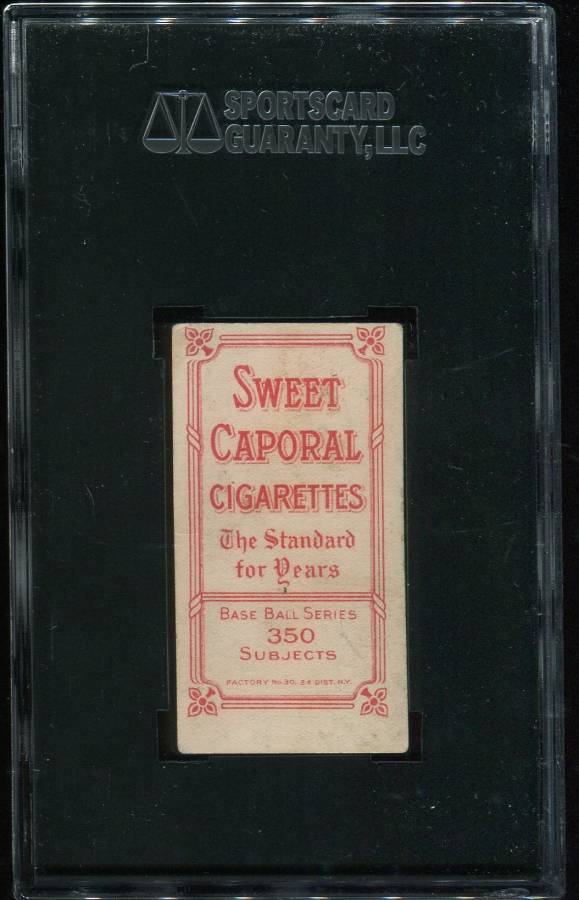 SPORTSCARD
GUARANTY, LLC
SWEET
CAPORAL
CIGARETTES
The Standard
for Years
BASE BALL SERIES
350
SUBJECTS
FACTORY No. 30, 2d DIST. N.Y.